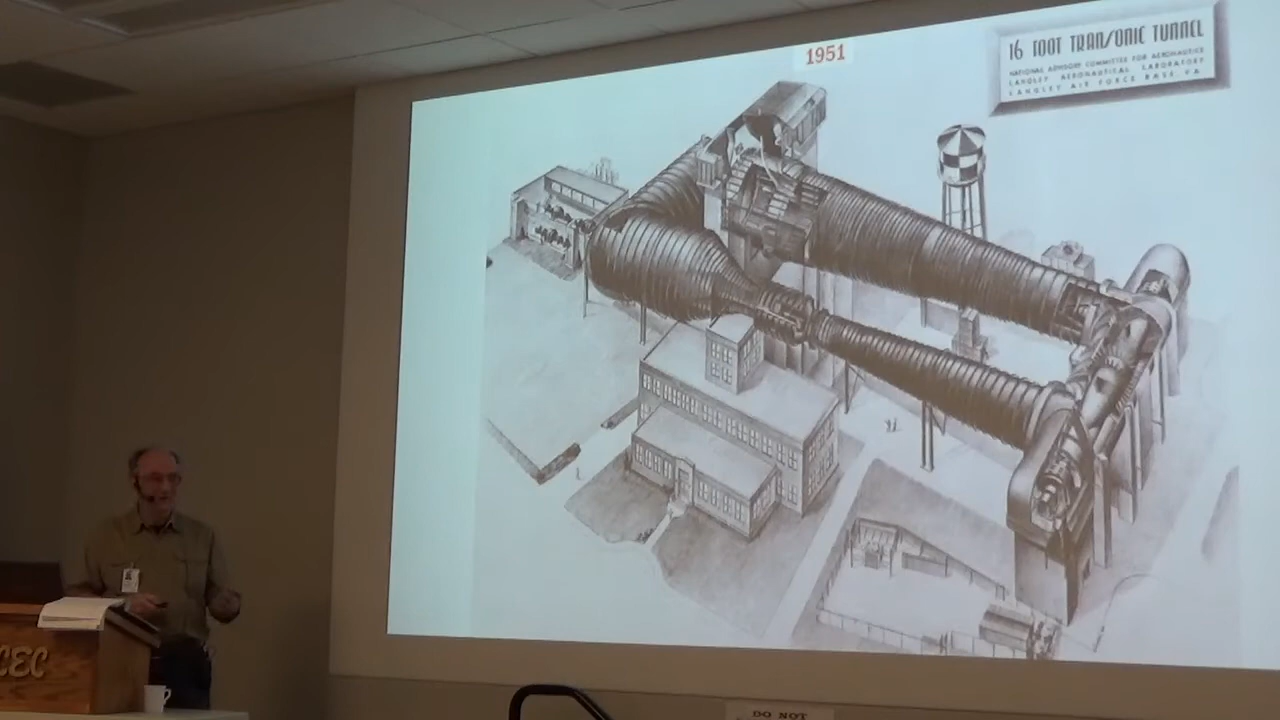 1951
16 FOOT TRANSONIC TUNNEL
NATIONAL ADVISORY COMMITTEE FOR AERONAUTICS
LANGLEY AERONAUTICAL LABORATORY
LANGLEY AIR FORCE BASE VA
CEC
DO NOT